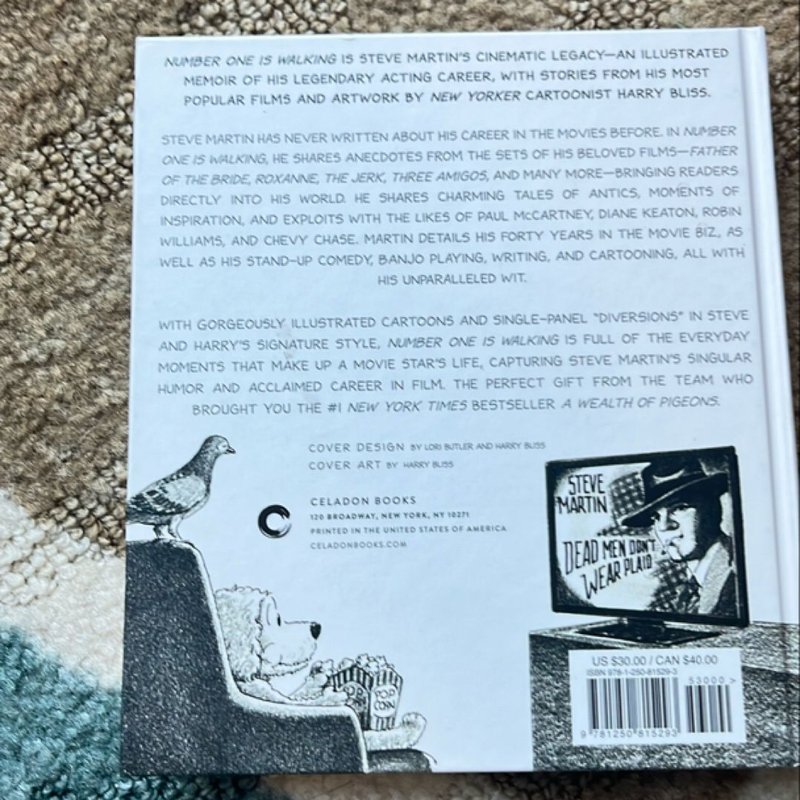 NUMBER ONE IS WALKING IS STEVE MARTIN'S CINEMATIC LEGACY—AN ILLUSTRATED
MEMOIR OF HIS LEGENDARY ACTING CAREER, WITH STORIES FROM HIS MOST
POPULAR FILMS AND ARTWORK BY NEW YORKER CARTOONIST HARRY BLISS.
STEVE MARTIN HAS NEVER WRITTEN ABOUT HIS CAREER IN THE MOVIES BEFORE. IN NUMBER
ONE IS WALKING, HE SHARES ANECDOTES FROM THE SETS OF HIS BELOVED FILMS—FATHER
OF THE BRIDE, ROXANNE, THE JERK, THREE AMIGOS, AND MANY MORE—BRINGING READERS
DIRECTLY INTO HIS WORLD. HE SHARES CHARMING TALES OF ANTICS, MOMENTS OF
INSPIRATION, AND EXPLOITS WITH THE LIKES OF PAUL McCARTNEY, DIANE KEATON, ROBIN
WILLIAMS, AND CHEVY CHASE. MARTIN DETAILS HIS FORTY YEARS IN THE MOVIE BIZ, AS
WELL AS HIS STAND-UP COMEDY, BANJO PLAYING, WRITING, AND CARTOONING, ALL WITH
HIS UNPARALLELED WIT.
WITH GORGEOUSLY ILLUSTRATED CARTOONS AND SINGLE-PANEL "DIVERSIONS" IN STEVE
AND HARRY'S SIGNATURE STYLE, NUMBER ONE IS WALKING IS FULL OF THE EVERYDAY
MOMENTS THAT MAKE UP A MOVIE STAR'S LIFE, CAPTURING STEVE MARTIN'S SINGULAR
HUMOR AND ACCLAIMED CAREER IN FILM. THE PERFECT GIFT FROM THE TEAM WHO
BROUGHT YOU THE #1 NEW YORK TIMES BESTSELLER A WEALTH OF PIGEONS.
COVER DESIGN BY LORI BUTLER AND HARRY BLISS
COVER ART BY HARRY BLISS
CELADON BOOKS
120 BROADWAY, NEW YORK, NY 10271
PRINTED IN THE UNITED STATES OF AMERICA
CELADONBOOKS.COM
STEVE
MARTIN
DEAD MEN DON'T
WEAR PLAID
POP
CORN
POP
CORN
US $30.00 / CAN $40.00
ISBN 978-1-250-81529-3
53000>
9 781250 815293